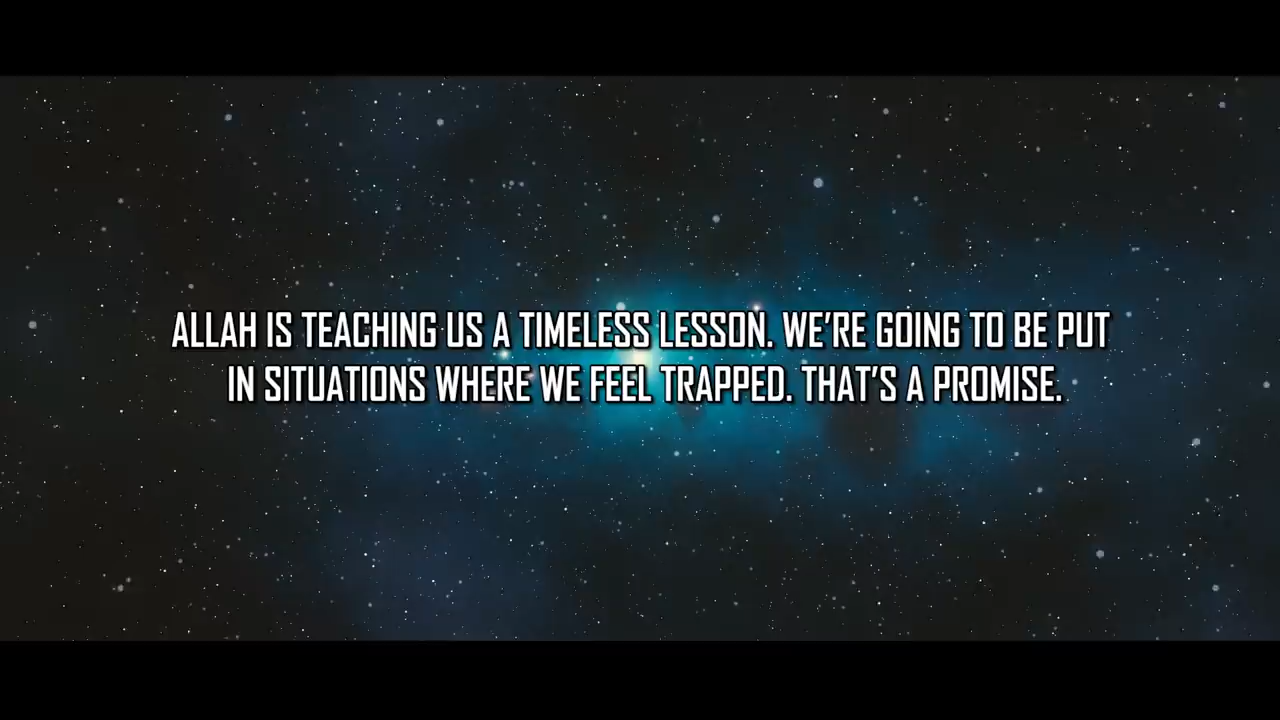 ALLAH IS TEACHING US A TIMELESS LESSON. WE'RE GOING TO BE PUT
IN SITUATIONS WHERE WE FEEL TRAPPED. THAT'S A PROMISE.